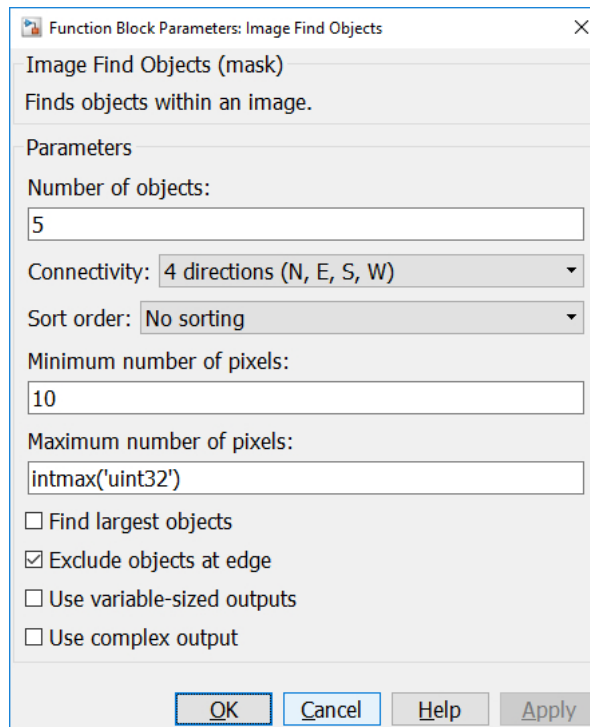 Function Block Parameters: Image Find Objects
Image Find Objects (mask)
Finds objects within an image.
Parameters
Number of objects:
5
Connectivity: 4 directions (N, E, S, W)
Sort order: No sorting
Minimum number of pixels:
10
Maximum number of pixels:
intmax('uint32')
Find largest objects
Exclude objects at edge
Use variable-sized outputs
Use complex output
OK Cancel Help Apply